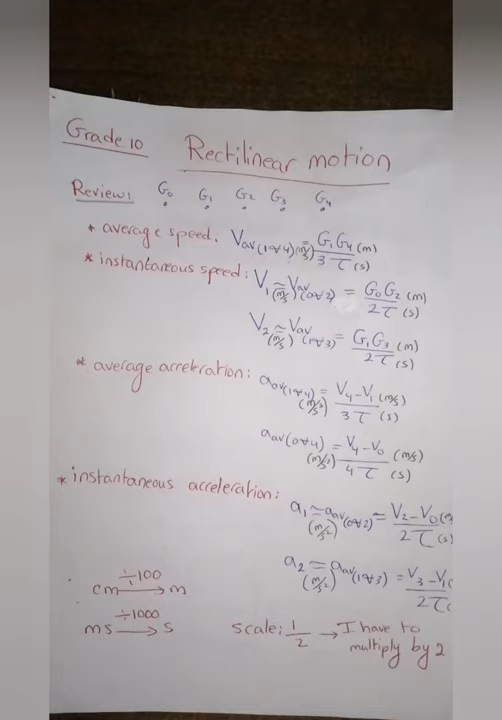 Grade 10
Rectilinear motion
Review:
G₀ G₁ G₂ G₃ G₄
* average speed: Vav(1→4)(m/s) = G₁G₄ (m) / 3τ (s)
* instantaneous speed: V₁ ≃ Vav(0→2) (m/s) = G₀G₂ (m) / 2τ (s)
V₂ ≃ Vav(1→3) (m/s) = G₁G₃ (m) / 2τ (s)
* average accleration: aav(1→4) (m/s²) = V₄-V₁ (m/s) / 3τ (s)
aav(0→4) (m/s²) = V₄-V₀ (m/s) / 4τ (s)
* instantaneous acceleration:
a₁ ≃ aav(0→2) (m/s²) = V₂-V₀ (m / 2τ (s)
a₂ ≃ aav(1→3) (m/s²) = V₃-V₁ ( / 2τ (
cm ÷100 → m
ms ÷1000 → s
scale: 1/2 → I have to
multiply by 2